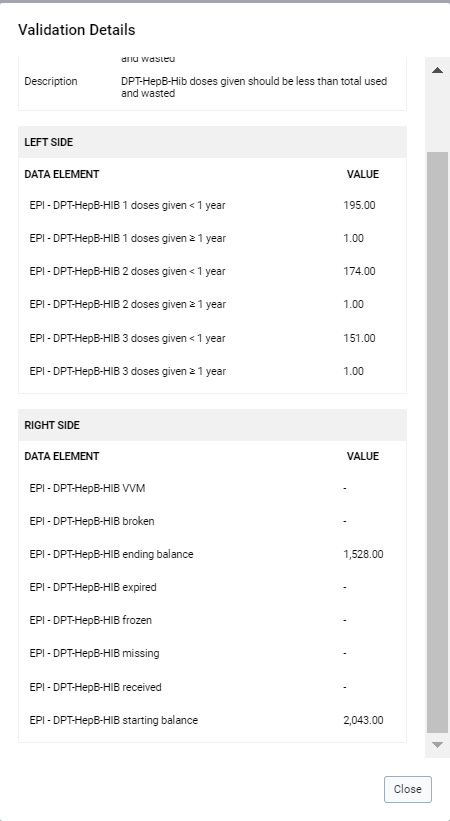 Validation Details
and wasted
Description DPT-HepB-Hib doses given should be less than total used
and wasted
LEFT SIDE
DATA ELEMENT VALUE
EPI - DPT-HepB-HIB 1 doses given < 1 year 195.00
EPI - DPT-HepB-HIB 1 doses given ≥ 1 year 1.00
EPI - DPT-HepB-HIB 2 doses given < 1 year 174.00
EPI - DPT-HepB-HIB 2 doses given ≥ 1 year 1.00
EPI - DPT-HepB-HIB 3 doses given < 1 year 151.00
EPI - DPT-HepB-HIB 3 doses given ≥ 1 year 1.00
RIGHT SIDE
DATA ELEMENT VALUE
EPI - DPT-HepB-HIB VVM -
EPI - DPT-HepB-HIB broken -
EPI - DPT-HepB-HIB ending balance 1,528.00
EPI - DPT-HepB-HIB expired -
EPI - DPT-HepB-HIB frozen -
EPI - DPT-HepB-HIB missing -
EPI - DPT-HepB-HIB received -
EPI - DPT-HepB-HIB starting balance 2,043.00
Close